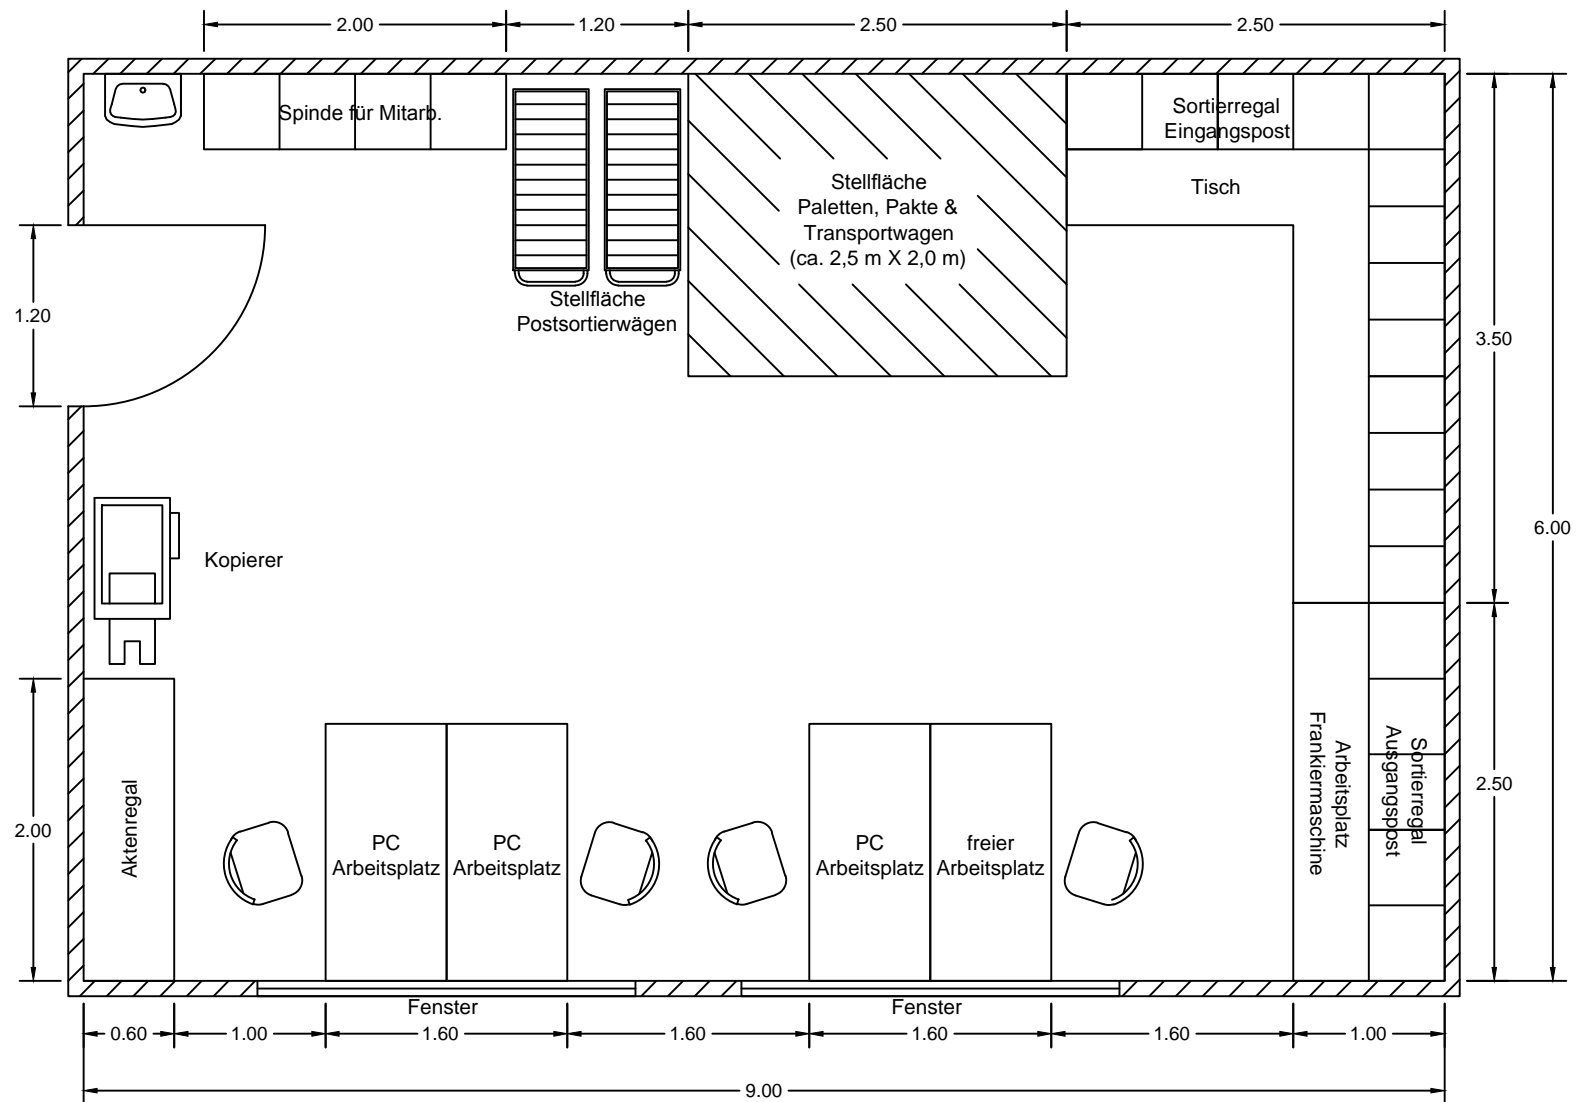 2.00
1.20
2.50
2.50
Spinde für Mitarb.
Sortierregal
Eingangspost
Tisch
Stellfläche
Paletten, Pakte &
Transportwagen
(ca. 2,5 m X 2,0 m)
Stellfläche
Postsortierwägen
1.20
3.50
6.00
Kopierer
2.00
Aktenregal
PC
Arbeitsplatz
PC
Arbeitsplatz
PC
Arbeitsplatz
freier
Arbeitsplatz
Arbeitsplatz
Frankiermaschine
Sortierregal
Ausgangspost
2.50
Fenster
Fenster
0.60
1.00
1.60
1.60
1.60
1.60
1.00
9.00